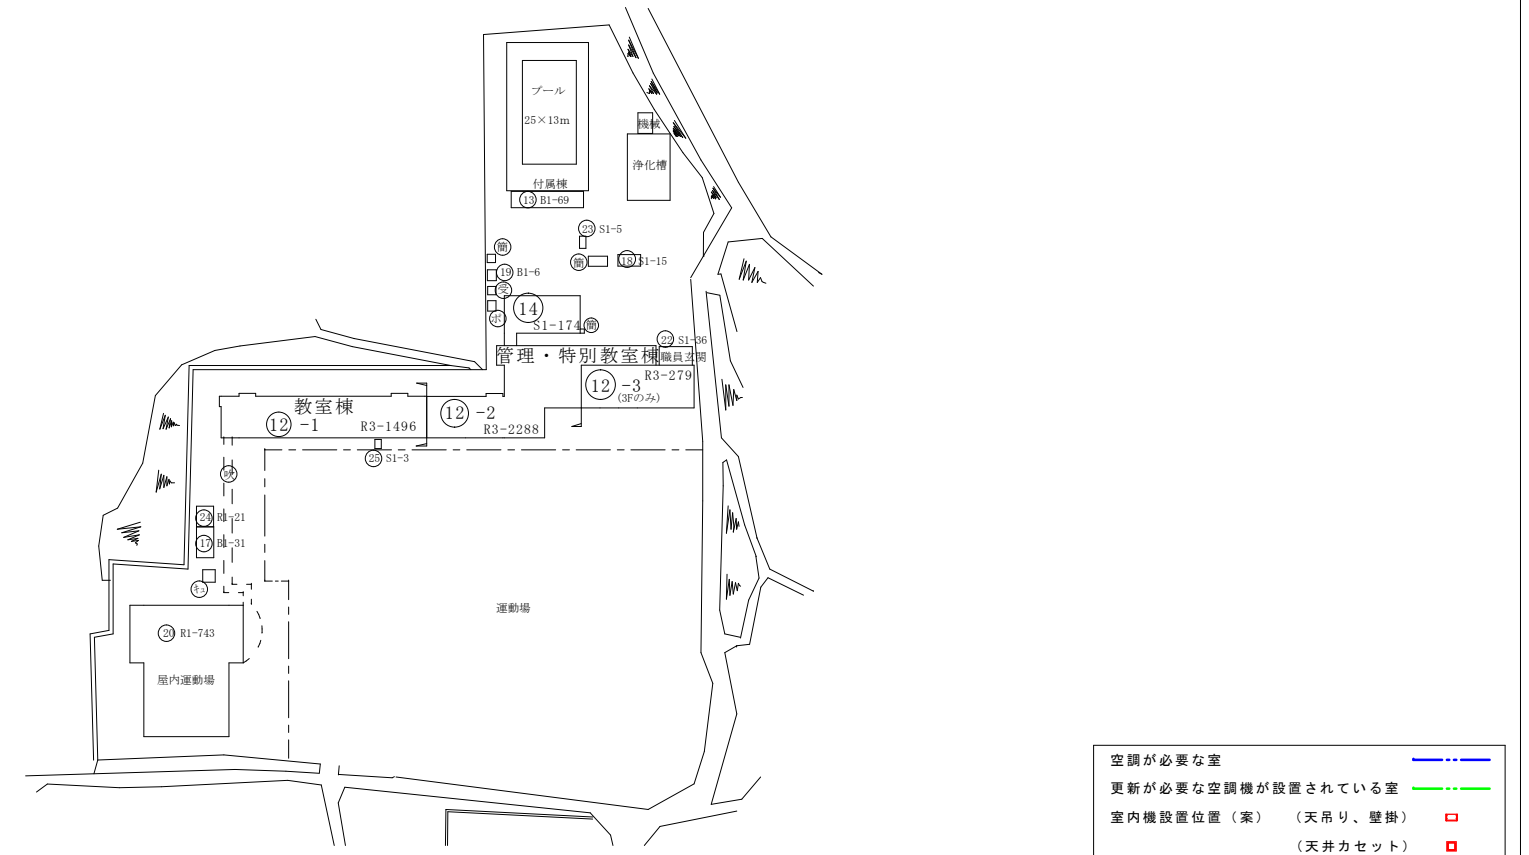 プール
25×13m
機械
浄化槽
付属棟
13 B1-69
23 S1-5
簡
簡
18 S1-15
19 B1-6
受
14
S1-174
簡
ポ
22 S1-36
管理・特別教室棟
職員玄関
R3-279
12 -3
(3Fのみ)
教室棟
12 -1
R3-1496
12 -2
R3-2288
25 S1-3
吹
24 R1-21
17 B1-31
キュ
運動場
20 R1-743
屋内運動場
空調が必要な室
更新が必要な空調機が設置されている室
室内機設置位置（案） （天吊り、壁掛）
（天井カセット）